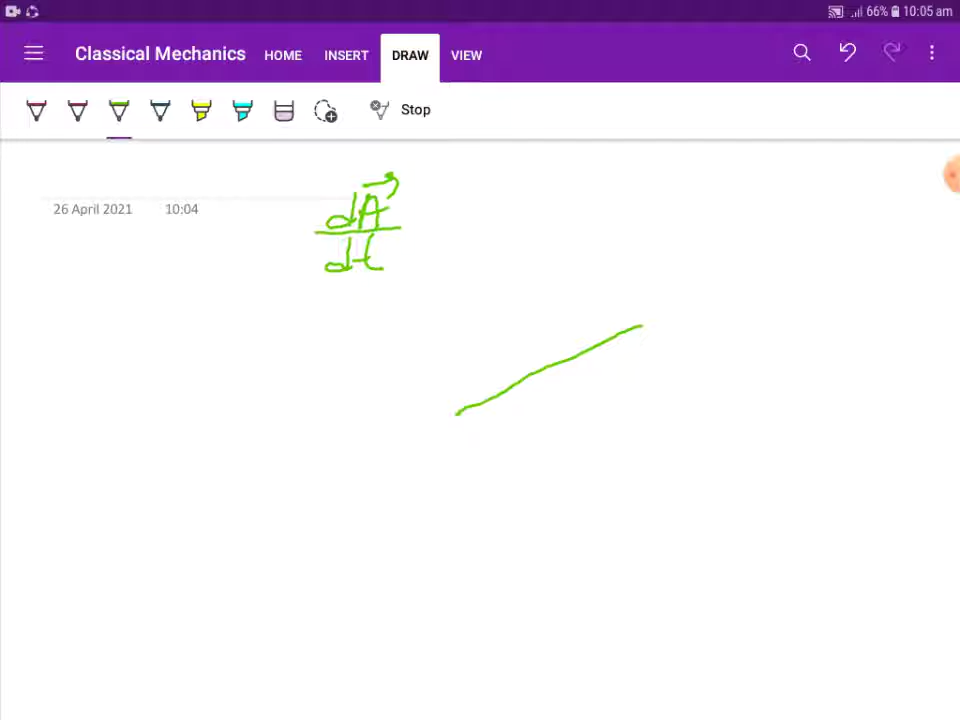 66% 10:05 am
Classical Mechanics HOME INSERT DRAW VIEW
Stop
26 April 2021 10:04
dA⃗
dt